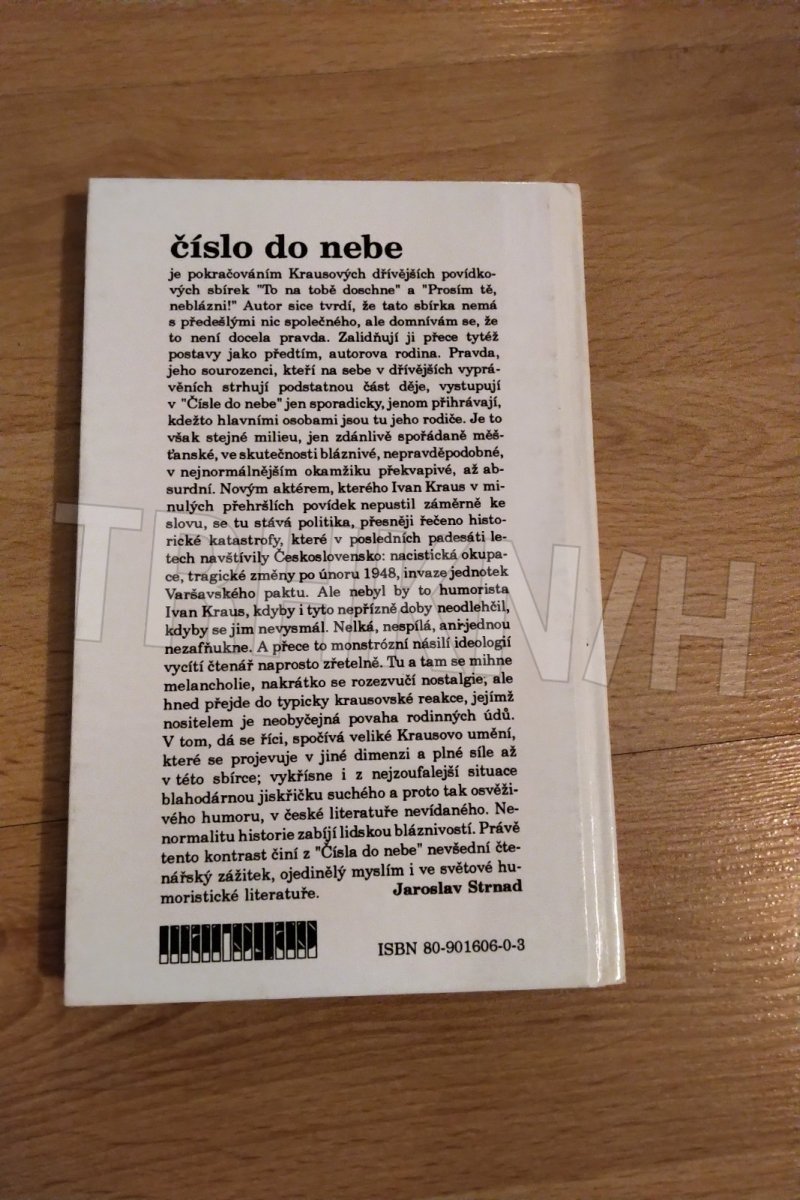 číslo do nebe
je pokračováním Krausových dřívějších povídko-
vých sbírek "To na tobě doschne" a "Prosím tě,
neblázni!" Autor sice tvrdí, že tato sbírka nemá
s předešlými nic společného, ale domnívám se, že
to není docela pravda. Zalidňují ji přece tytéž
postavy jako předtím, autorova rodina. Pravda,
jeho sourozenci, kteří na sebe v dřívějších vyprá-
věních strhují podstatnou část děje, vystupují
v "Čísle do nebe" jen sporadicky, jenom přihrávají,
kdežto hlavními osobami jsou tu jeho rodiče. Je to
však stejné milieu, jen zdánlivě spořádaně měš-
ťanské, ve skutečnosti bláznivé, nepravděpodobné,
v nejnormálnějším okamžiku překvapivé, až ab-
surdní. Novým aktérem, kterého Ivan Kraus v mi-
nulých přehršlích povídek nepustil záměrně ke
slovu, se tu stává politika, přesněji řečeno histo-
rické katastrofy, které v posledních padesáti le-
tech navštívily Československo: nacistická okupa-
ce, tragické změny po únoru 1948, invaze jednotek
Varšavského paktu. Ale nebyl by to humorista
Ivan Kraus, kdyby i tyto nepřízně doby neodlehčil,
kdyby se jim nevysmál. Nelká, nespílá, ani jednou
nezafňukne. A přece to monstrózní násilí ideologií
vycítí čtenář naprosto zřetelně. Tu a tam se mihne
melancholie, nakrátko se rozezvučí nostalgie, ale
hned přejde do typicky krausovské reakce, jejímž
nositelem je neobyčejná povaha rodinných údů.
V tom, dá se říci, spočívá veliké Krausovo umění,
které se projevuje v jiné dimenzi a plné síle až
v této sbírce; vykřísne i z nejzoufalejší situace
blahodárnou jiskřičku suchého a proto tak osvěži-
vého humoru, v české literatuře nevídaného. Ne-
normalitu historie zabíjí lidskou bláznivostí. Právě
tento kontrast činí z "Čísla do nebe" nevšední čte-
nářský zážitek, ojedinělý myslím i ve světové hu-
moristické literatuře. Jaroslav Strnad
ISBN 80-901606-0-3